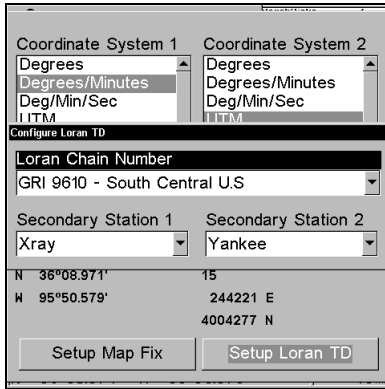 Coordinate System 1 Coordinate System 2
Degrees Degrees
Degrees/Minutes Degrees/Minutes
Deg/Min/Sec Deg/Min/Sec
UTM UTM
Configure Loran TD
Loran Chain Number
GRI 9610 - South Central U.S
Secondary Station 1 Secondary Station 2
Xray Yankee
N 36°08.971' 15
W 95°50.579' 244221 E
4004277 N
Setup Map Fix Setup Loran TD